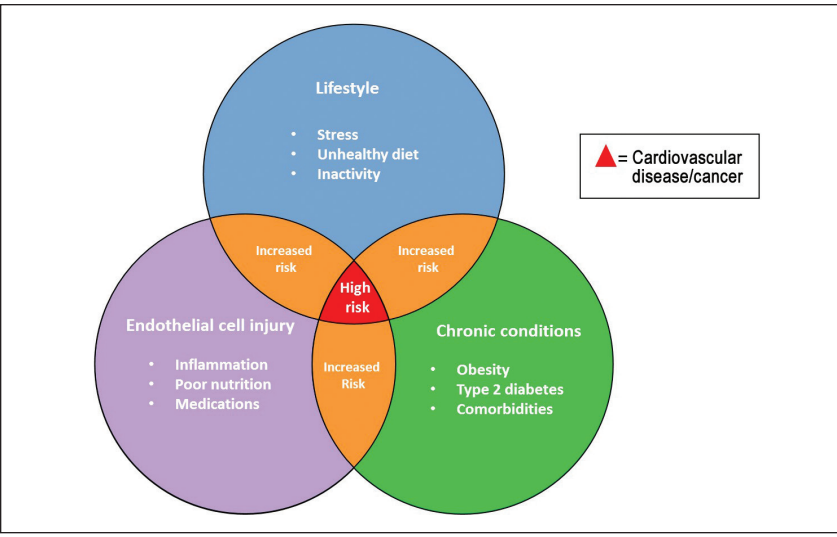 Lifestyle
• Stress
• Unhealthy diet
• Inactivity
= Cardiovascular
disease/cancer
Increased
risk
Increased
risk
High
risk
Endothelial cell injury
• Inflammation
• Poor nutrition
• Medications
Increased
Risk
Chronic conditions
• Obesity
• Type 2 diabetes
• Comorbidities